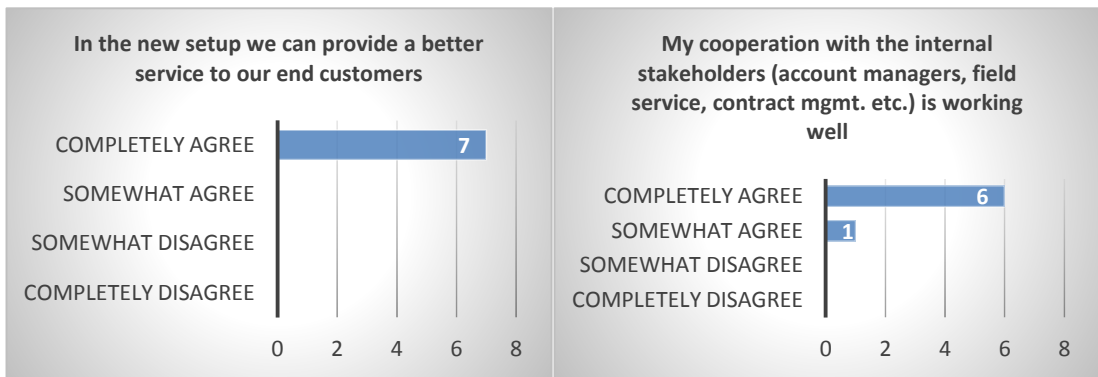 In the new setup we can provide a better
service to our end customers
COMPLETELY AGREE
7
SOMEWHAT AGREE
SOMEWHAT DISAGREE
COMPLETELY DISAGREE
0 2 4 6 8
My cooperation with the internal
stakeholders (account managers, field
service, contract mgmt. etc.) is working
well
COMPLETELY AGREE
6
SOMEWHAT AGREE
1
SOMEWHAT DISAGREE
COMPLETELY DISAGREE
0 2 4 6 8